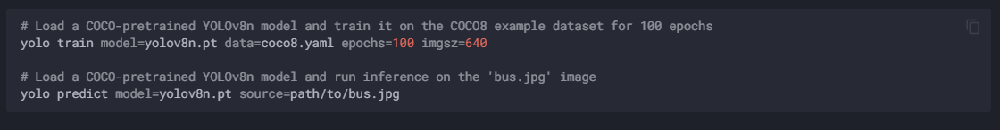 # Load a COCO-pretrained YOLOv8n model and train it on the COCO8 example dataset for 100 epochs
yolo train model=yolov8n.pt data=coco8.yaml epochs=100 imgsz=640
# Load a COCO-pretrained YOLOv8n model and run inference on the 'bus.jpg' image
yolo predict model=yolov8n.pt source=path/to/bus.jpg